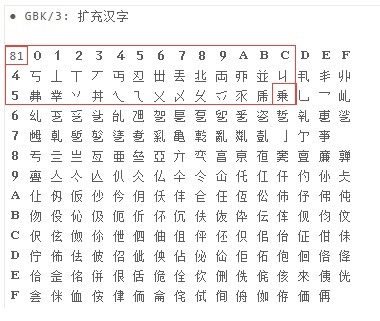 ● GBK/3: 扩充汉字
81 0 1 2 3 4 5 6 7 8 9 A B C D E F
4 丂 丄 丅 丆 丏 丒 丗 丟 丠 両 丣 並 丩 丮 丯 丱
5 丳 丵 丷 丼 乀 乁 乂 乄 乆 乊 乑 乕 乗 乚 乛 乢
6 乣 乤 乥 乧 乨 乪 乫 乬 乭 乮 乯 乲 乴 乵 乶 乷
7 乸 乹 乺 乻 乼 乽 乿 亀 亁 亂 亃 亄 亅 亇 亊
8 亐 亖 亗 亙 亜 亝 亞 亣 亪 亯 亰 亱 亴 亶 亷 亸
9 亹 亼 亽 亾 仈 仌 仏 仐 仒 仚 仛 仜 仠 仢 仦 仧
A 仩 仭 仮 仯 仱 仴 仸 仹 仺 仼 仾 伀 伂 伃 伄 伅
B 伆 伇 伈 伋 伌 伒 伓 伔 伕 伖 伜 伝 伡 伣 伨 伩
C 伬 伭 伮 伱 伳 伵 伷 伹 伻 伾 伿 佀 佁 佂 佄 佅
D 佇 佈 佉 佊 佋 佌 佒 佔 佖 佡 佢 佦 佨 佪 佫 佭
E 佮 佱 佲 併 佷 佸 佹 佺 佽 侀 侁 侂 侅 來 侇 侊
F 侌 侎 侐 侒 侓 侕 侖 侘 侙 侚 侜 侞 侟 価 侢